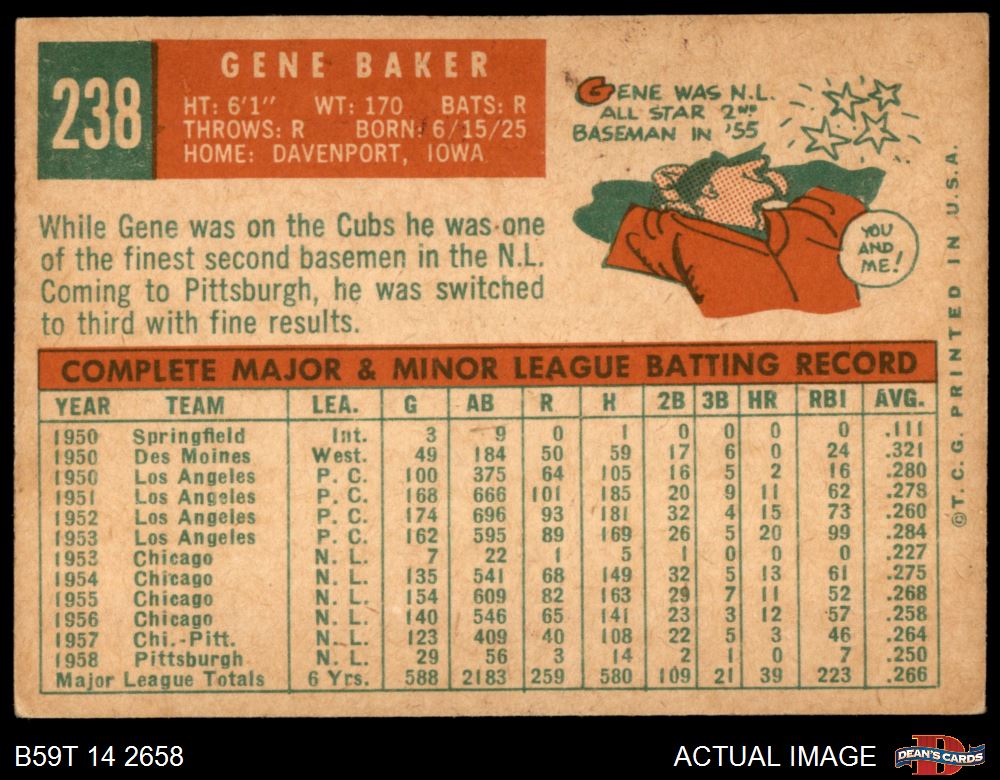 238
GENE BAKER
HT: 6'1" WT: 170 BATS: R
THROWS: R BORN: 6/15/25
HOME: DAVENPORT, IOWA
GENE WAS N.L.
ALL STAR 2ND
BASEMAN IN '55
YOU
AND
ME!
While Gene was on the Cubs he was one
of the finest second basemen in the N.L.
Coming to Pittsburgh, he was switched
to third with fine results.
COMPLETE MAJOR & MINOR LEAGUE BATTING RECORD
YEAR TEAM LEA. G AB R H 2B 3B HR RBI AVG.
1950 Springfield Int. 3 9 0 1 0 0 0 0 .111
1950 Des Moines West. 49 184 50 59 17 6 0 24 .321
1950 Los Angeles P. C. 100 375 64 105 16 5 2 16 .280
1951 Los Angeles P. C. 168 666 101 185 20 9 11 62 .278
1952 Los Angeles P. C. 174 696 93 181 32 4 15 73 .260
1953 Los Angeles P. C. 162 595 89 169 26 5 20 99 .284
1953 Chicago N. L. 7 22 1 5 1 0 0 0 .227
1954 Chicago N. L. 135 541 68 149 32 5 13 61 .275
1955 Chicago N. L. 154 609 82 163 29 7 11 52 .268
1956 Chicago N. L. 140 546 65 141 23 3 12 57 .258
1957 Chi.-Pitt. N. L. 123 409 40 108 22 5 3 46 .264
1958 Pittsburgh N. L. 29 56 3 14 2 1 0 7 .250
Major League Totals 6 Yrs. 588 2183 259 580 109 21 39 223 .266
©T. C. G. PRINTED IN U.S.A.
B59T 14 2658
ACTUAL IMAGE
DEAN'S CARDS